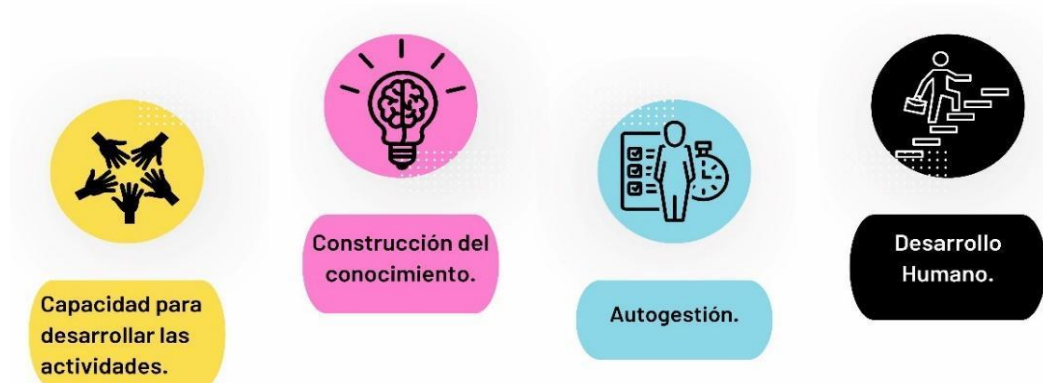 Capacidad para
desarrollar las
actividades.
Construcción del
conocimiento.
Autogestión.
Desarrollo
Humano.